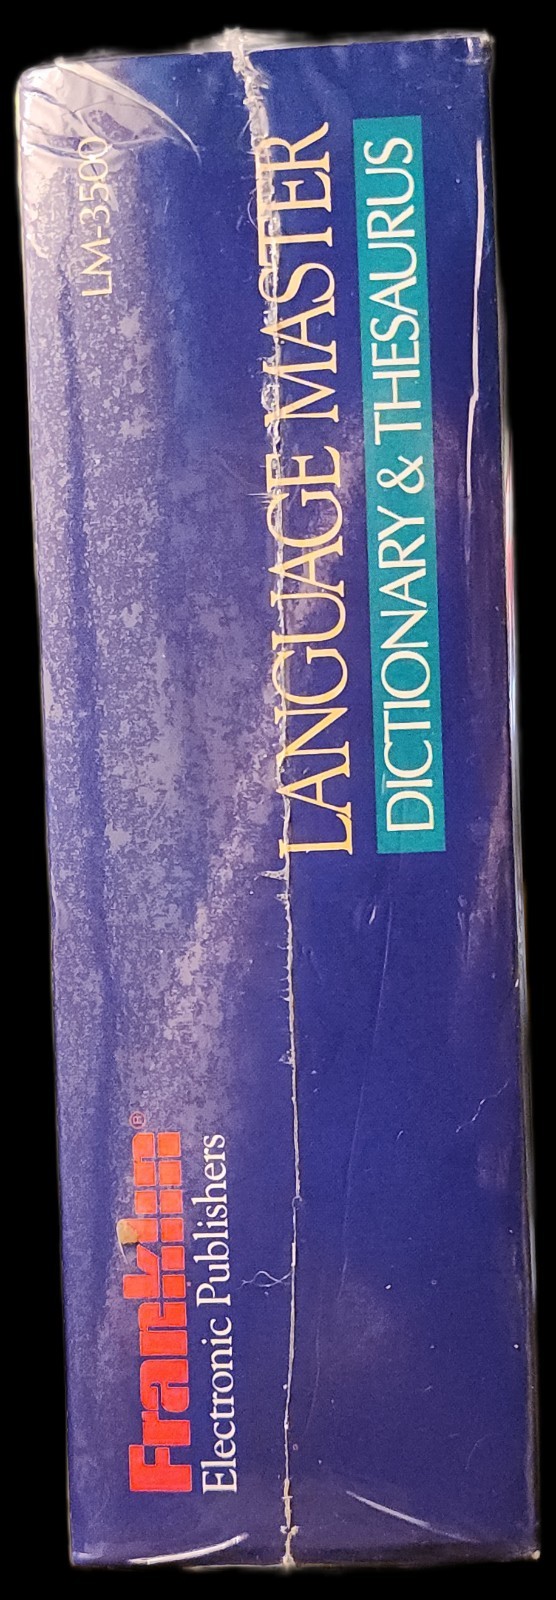 LM-3500
LANGUAGE MASTER
DICTIONARY & THESAURUS
Franklin®
Electronic Publishers